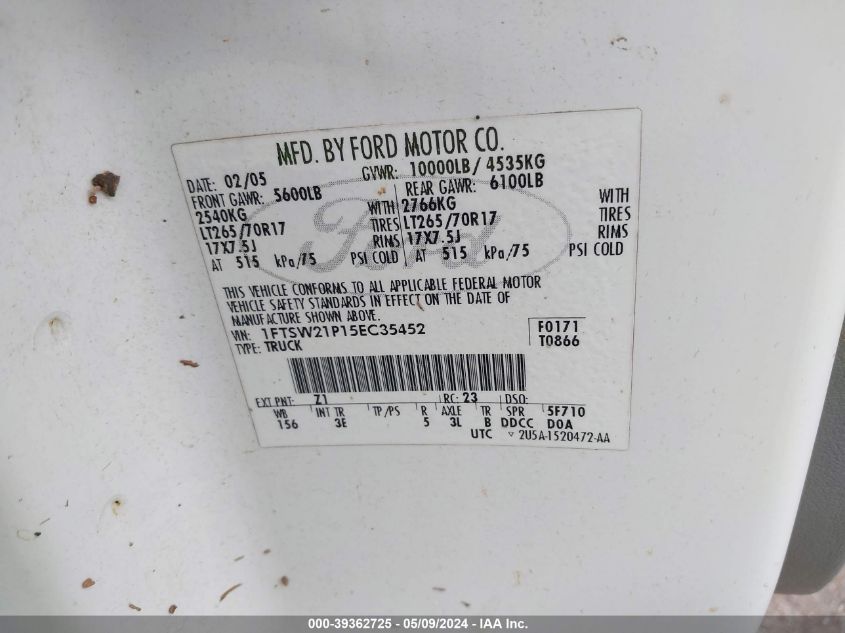 MFD. BY FORD MOTOR CO.
DATE: 02/05 GVWR: 10000LB/ 4535KG
FRONT GAWR: 5600LB REAR GAWR: 6100LB
2540KG WITH 2766KG WITH
LT265/70R17 TIRES LT265/70R17 TIRES
17X7.5J RIMS 17X7.5J RIMS
AT 515 kPa/75 PSI COLD AT 515 kPa/75 PSI COLD
Ford
THIS VEHICLE CONFORMS TO ALL APPLICABLE FEDERAL MOTOR
VEHICLE SAFETY STANDARDS IN EFFECT ON THE DATE OF
MANUFACTURE SHOWN ABOVE.
VIN: 1FTSW21P15EC35452 F0171
TYPE: TRUCK T0866
EXT PNT: Z1 RC: 23 DSO:
WB INT TR TP/PS R AXLE TR SPR 5F710
156 3E 5 3L B DDCC D0A
UTC ▽ 2U5A-1520472-AA
000-39362725 - 05/09/2024 - IAA Inc.